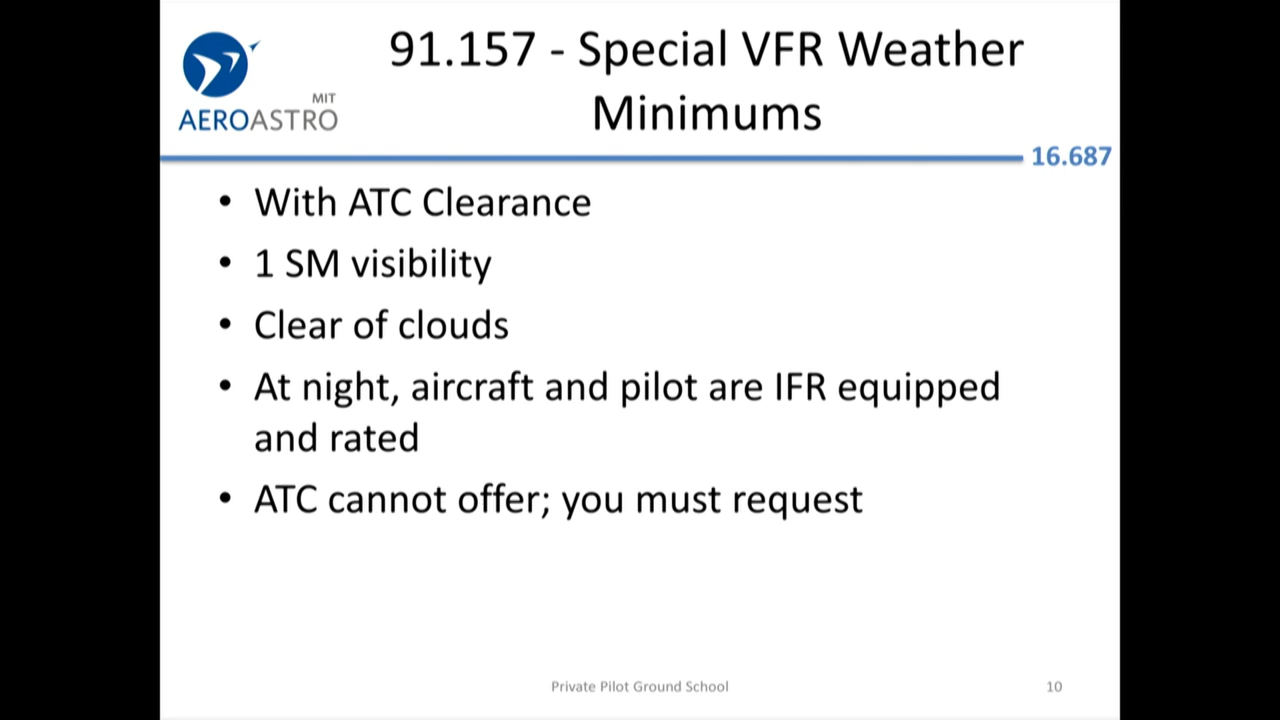 91.157 - Special VFR Weather
Minimums
MIT
AEROASTRO
16.687
• With ATC Clearance
• 1 SM visibility
• Clear of clouds
• At night, aircraft and pilot are IFR equipped
and rated
• ATC cannot offer; you must request
Private Pilot Ground School
10